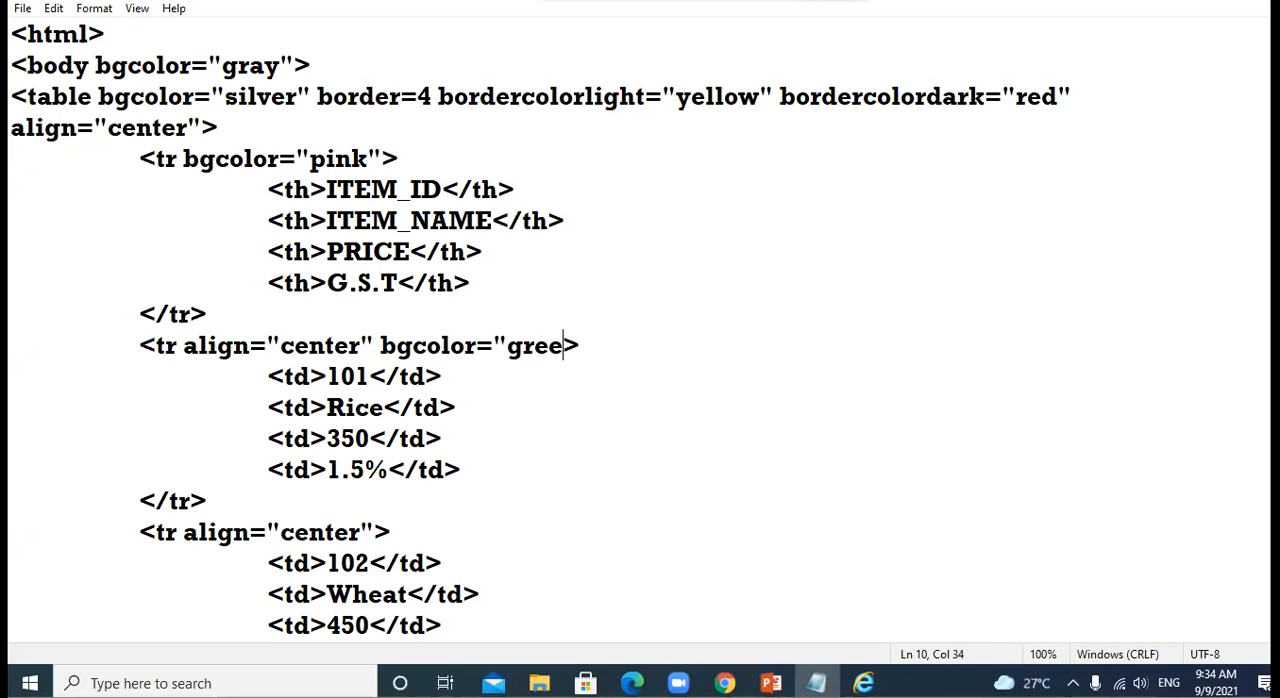 File Edit Format View Help
<html>
<body bgcolor="gray">
<table bgcolor="silver" border=4 bordercolorlight="yellow" bordercolordark="red"
align="center">
<tr bgcolor="pink">
<th>ITEM_ID</th>
<th>ITEM_NAME</th>
<th>PRICE</th>
<th>G.S.T</th>
</tr>
<tr align="center" bgcolor="gree>
<td>101</td>
<td>Rice</td>
<td>350</td>
<td>1.5%</td>
</tr>
<tr align="center">
<td>102</td>
<td>Wheat</td>
<td>450</td>
Ln 10, Col 34 100% Windows (CRLF) UTF-8
Type here to search 27°C ENG 9:34 AM
9/9/2021